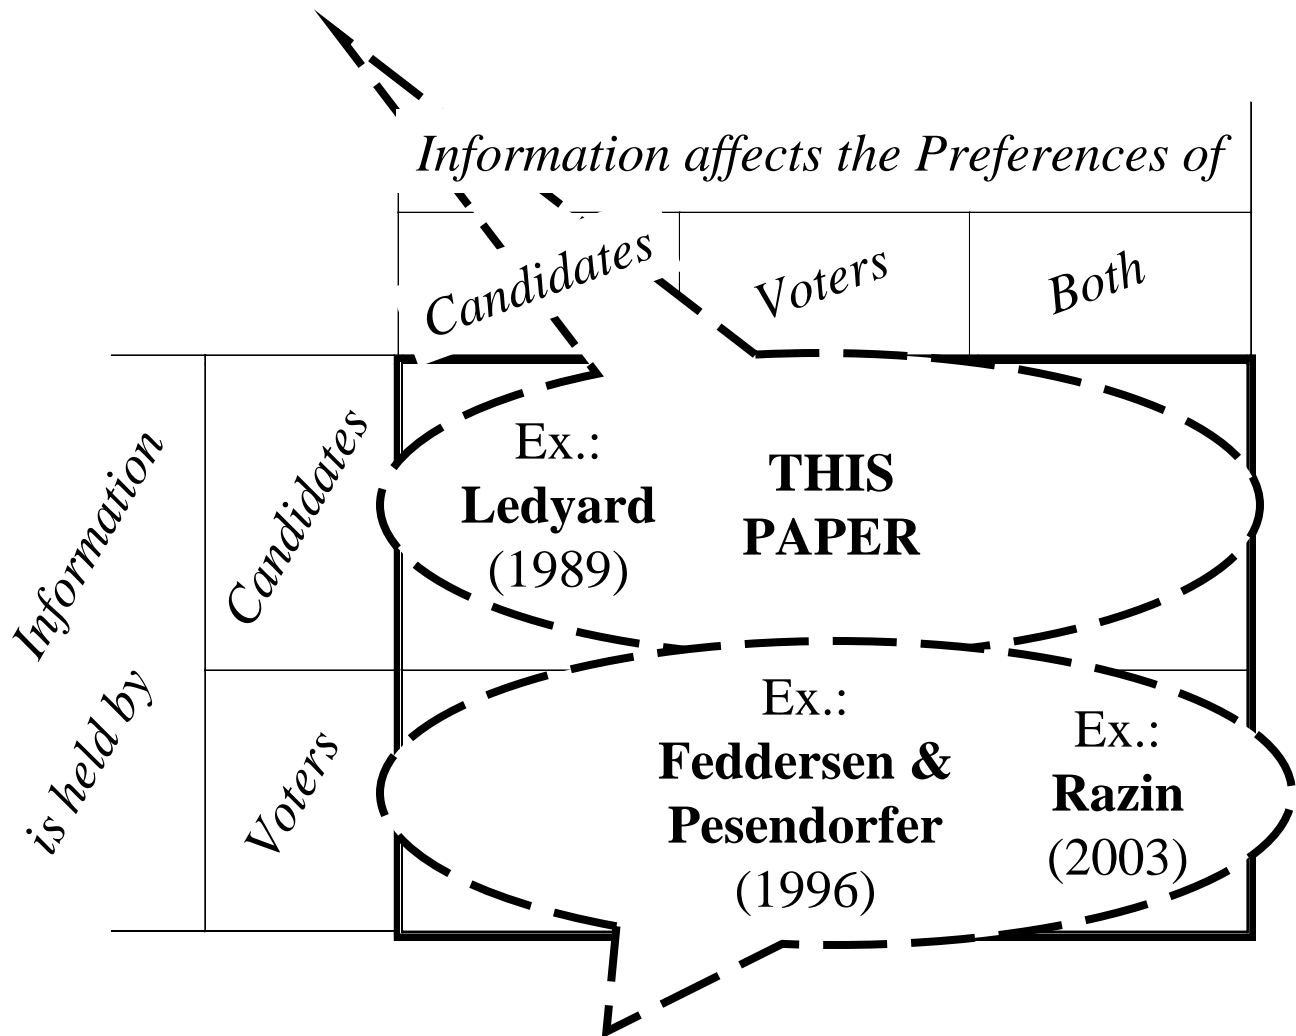 Information affects the Preferences of
Candidates
Voters
Both
Information
is held by
Candidates
Ex.:
Ledyard
(1989)
THIS
PAPER
Voters
Ex.:
Feddersen &
Pesendorfer
(1996)
Ex.:
Razin
(2003)